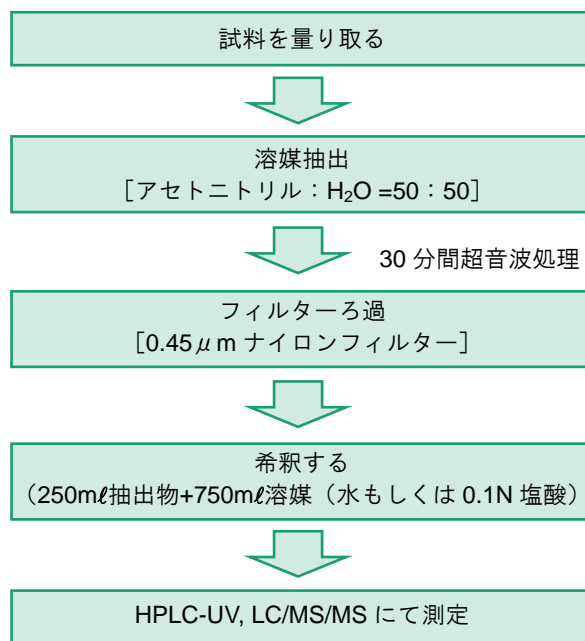 試料を量り取る
溶媒抽出
［アセトニトリル：H₂O =50：50］
30 分間超音波処理
フィルターろ過
［0.45μm ナイロンフィルター］
希釈する
（250mℓ抽出物+750mℓ溶媒（水もしくは 0.1N 塩酸）
HPLC-UV, LC/MS/MS にて測定